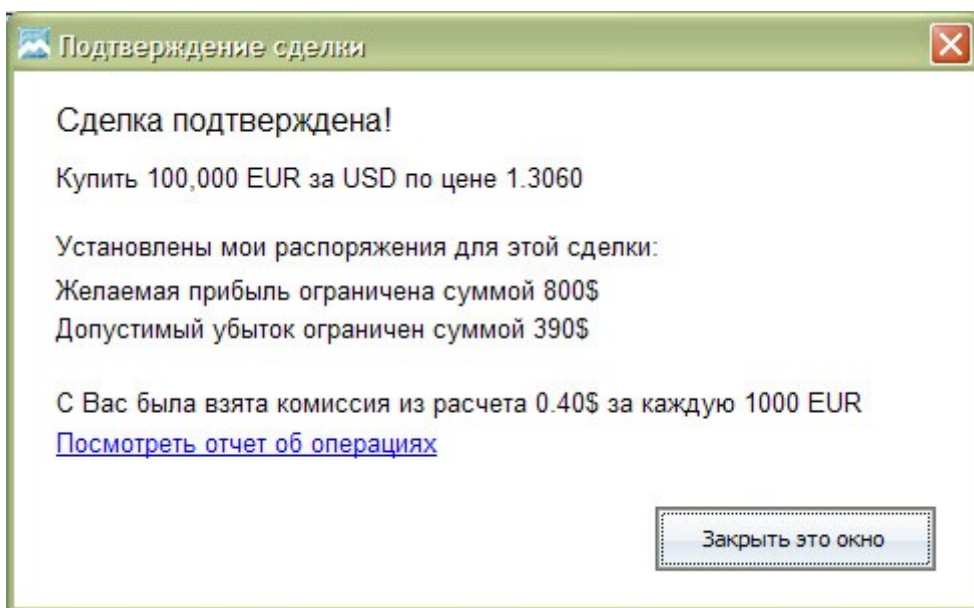 Подтверждение сделки
Сделка подтверждена!
Купить 100,000 EUR за USD по цене 1.3060
Установлены мои распоряжения для этой сделки:
Желаемая прибыль ограничена суммой 800$
Допустимый убыток ограничен суммой 390$
С Вас была взята комиссия из расчета 0.40$ за каждую 1000 EUR
Посмотреть отчет об операциях
Закрыть это окно